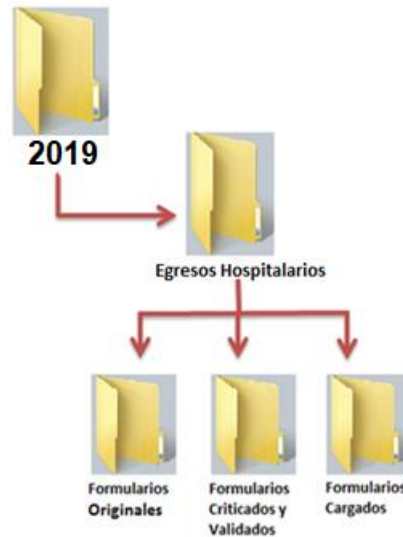 2019
Egresos Hospitalarios
Formularios
Originales
Formularios
Criticados y
Validados
Formularios
Cargados